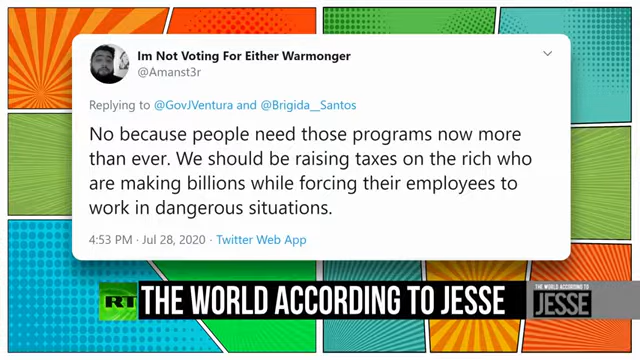 Im Not Voting For Either Warmonger
@Amanst3r
Replying to @GovJVentura and @Brigida__Santos
No because people need those programs now more
than ever. We should be raising taxes on the rich who
are making billions while forcing their employees to
work in dangerous situations.
4:53 PM · Jul 28, 2020 · Twitter Web App
RT THE WORLD ACCORDING TO JESSE
THE WORLD ACCORDING TO
JESSE